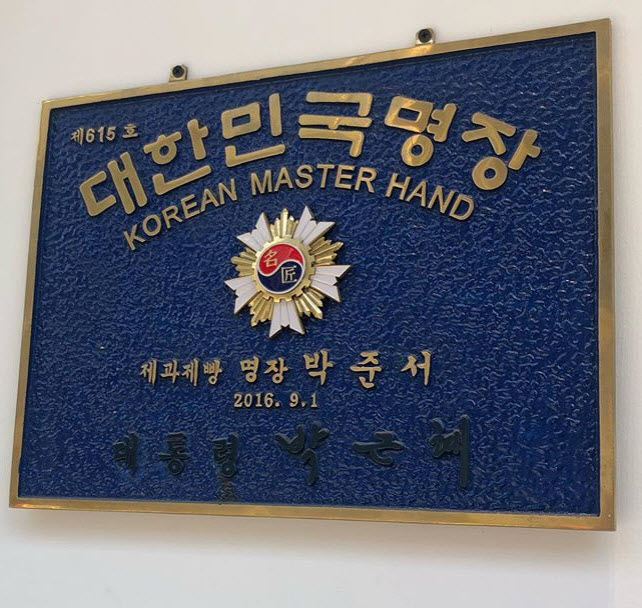 제615호
대한민국명장
KOREAN MASTER HAND
名匠
제과제빵 명장 박준서
2016. 9.1
대통령 박근혜